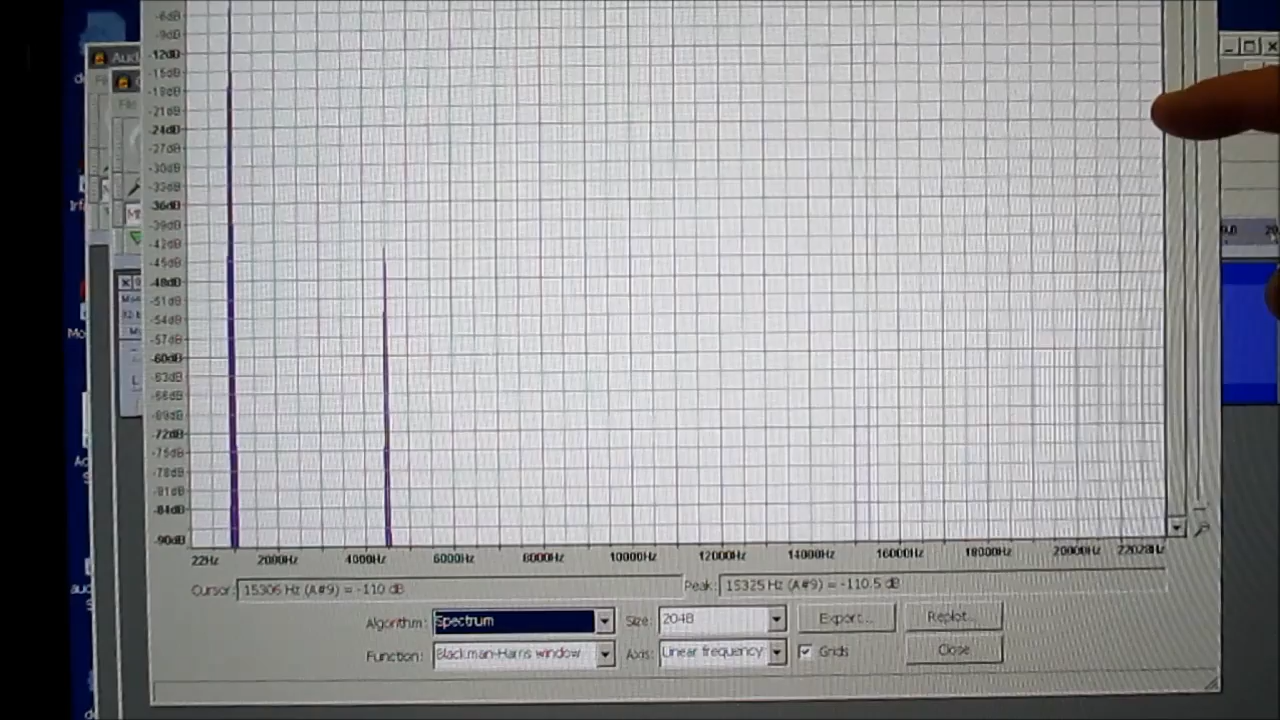 -6dB
-9dB
-12dB
-15dB
-18dB
-21dB
-24dB
-27dB
-30dB
-33dB
-36dB
-39dB
-42dB
-45dB
-48dB
-51dB
-54dB
-57dB
-60dB
-63dB
-66dB
-69dB
-72dB
-75dB
-78dB
-81dB
-84dB
-90dB
22Hz 2000Hz 4000Hz 6000Hz 8000Hz 10000Hz 12000Hz 14000Hz 16000Hz 18000Hz 20000Hz 22028Hz
Cursor: 15306 Hz (A#9) = -110 dB Peak: 15325 Hz (A#9) = -110.5 dB
Algorithm: Spectrum Size: 2048 Export... Replot...
Function: Blackman-Harris window Axis: Linear frequency Grids Close